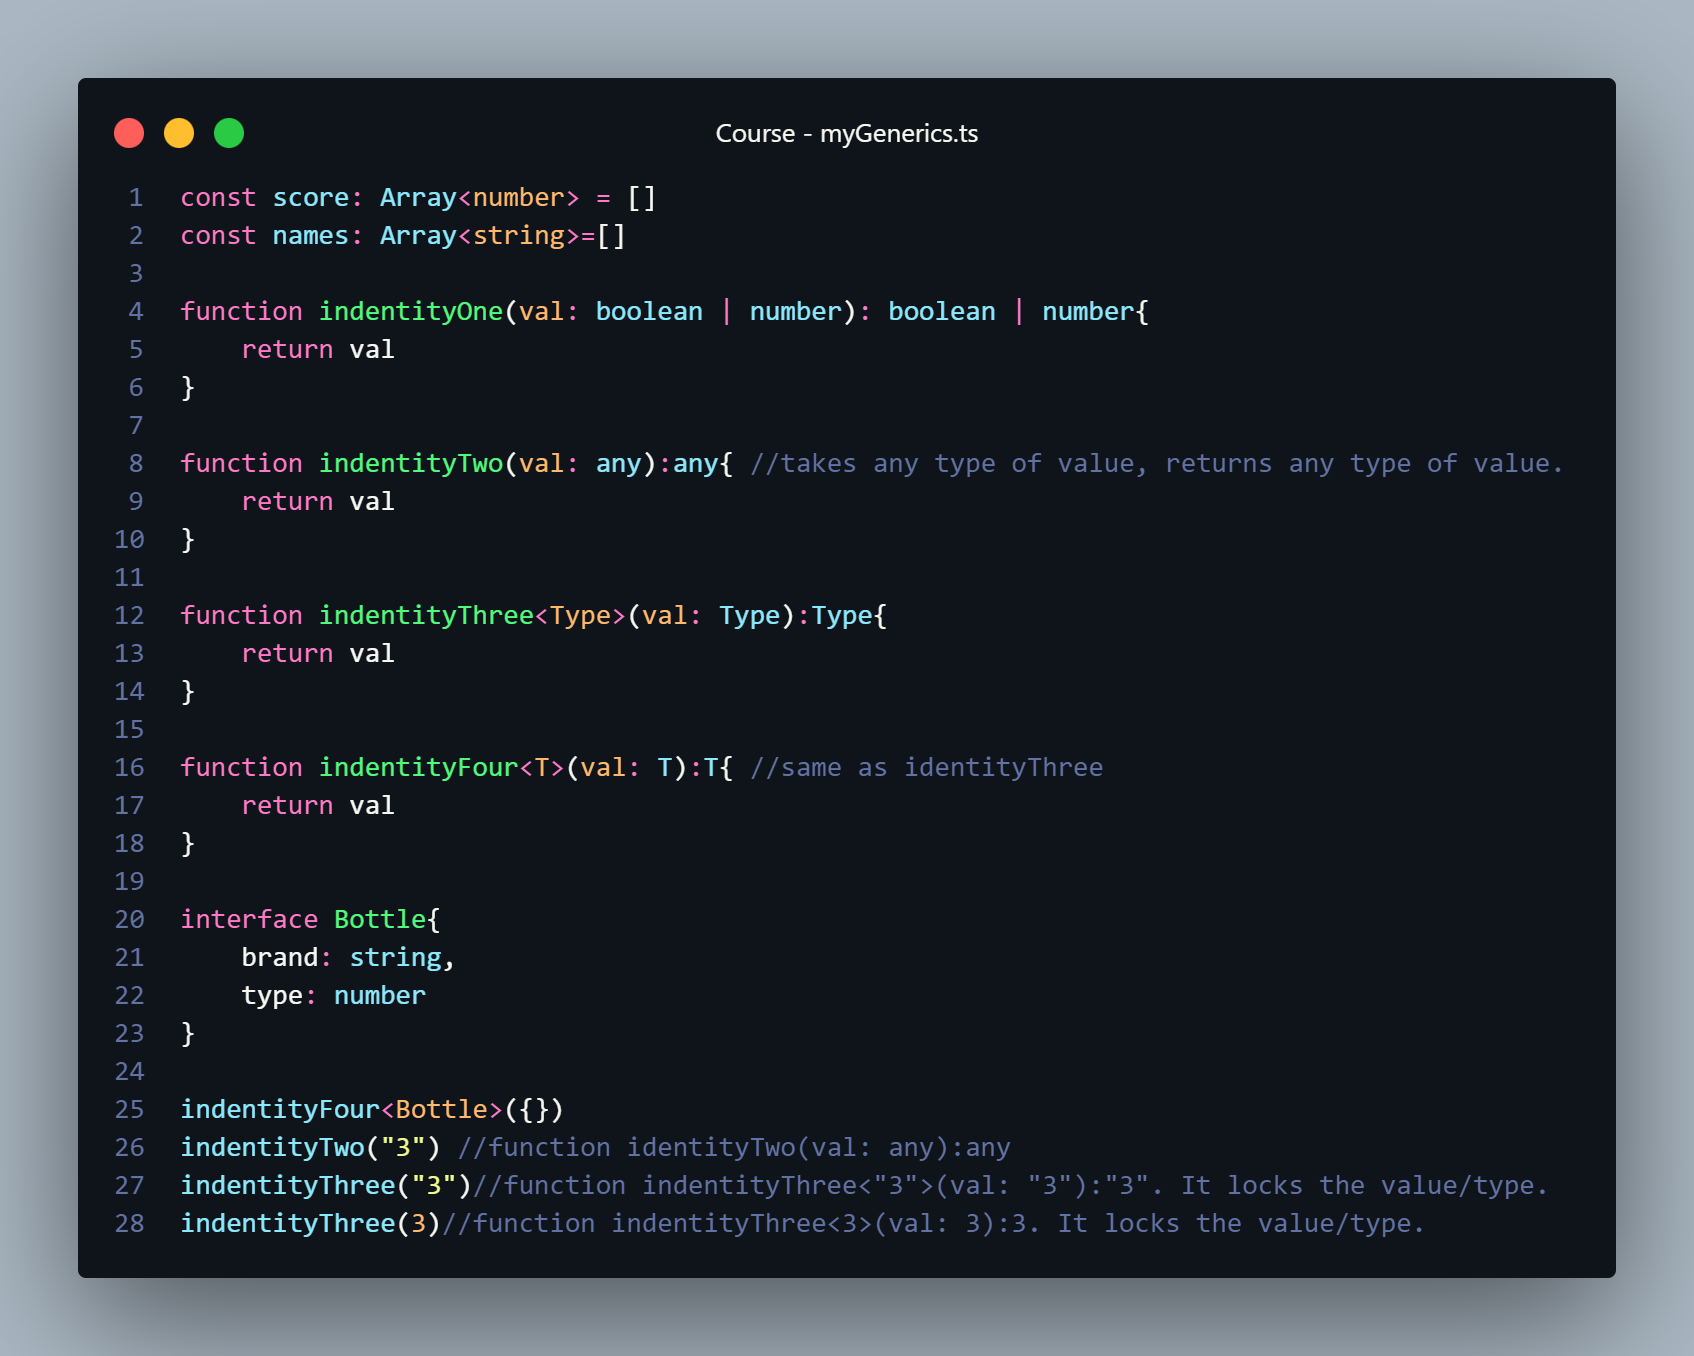 Course - myGenerics.ts
1 const score: Array<number> = []
2 const names: Array<string>=[]
3
4 function indentityOne(val: boolean | number): boolean | number{
5     return val
6 }
7
8 function indentityTwo(val: any):any{ //takes any type of value, returns any type of value.
9     return val
10 }
11
12 function indentityThree<Type>(val: Type):Type{
13     return val
14 }
15
16 function indentityFour<T>(val: T):T{ //same as identityThree
17     return val
18 }
19
20 interface Bottle{
21     brand: string,
22     type: number
23 }
24
25 indentityFour<Bottle>({})
26 indentityTwo("3") //function identityTwo(val: any):any
27 indentityThree("3")//function indentityThree<"3">(val: "3"):"3". It locks the value/type.
28 indentityThree(3)//function indentityThree<3>(val: 3):3. It locks the value/type.